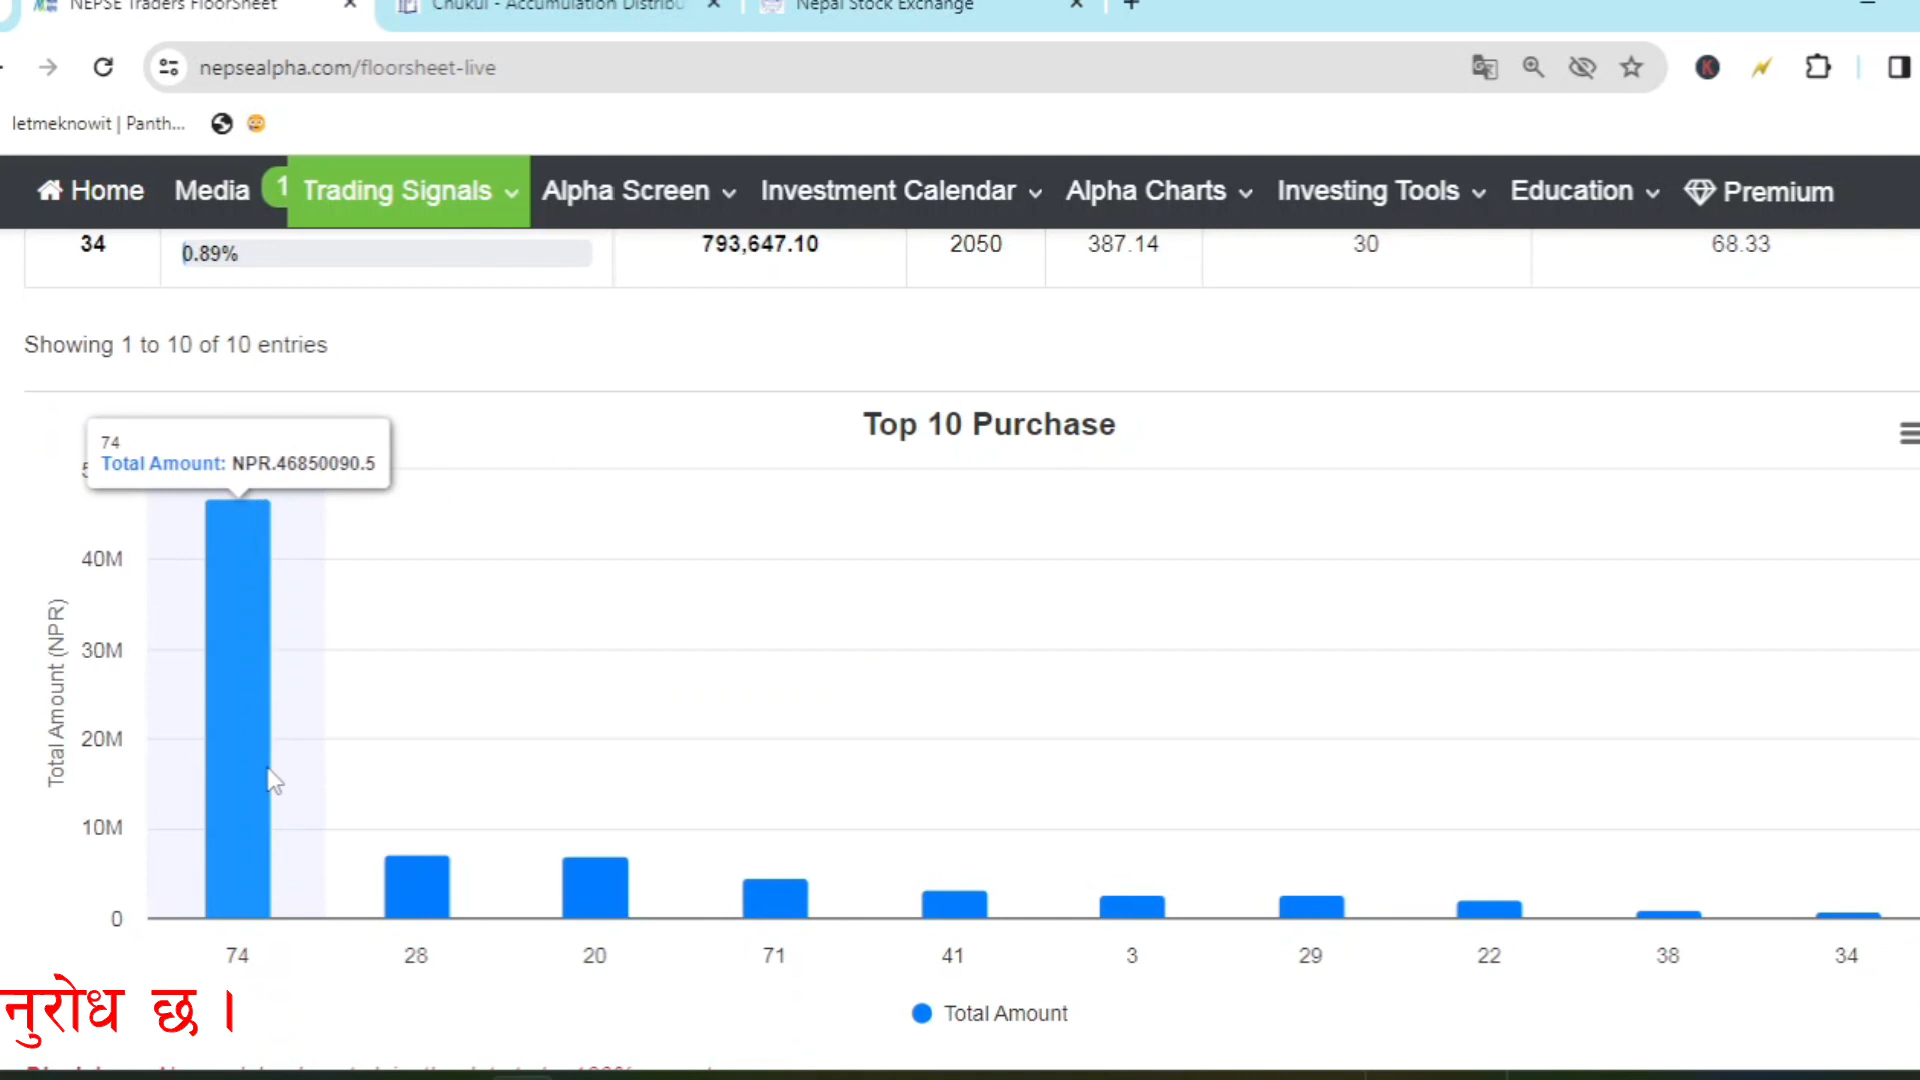 NEPSE Traders FloorSheet
Chukul - Accumulation Distribu
Nepal Stock Exchange
nepsealpha.com/floorsheet-live
letmeknowit | Panth...
Home Media 1 Trading Signals Alpha Screen Investment Calendar Alpha Charts Investing Tools Education Premium
34 0.89% 793,647.10 2050 387.14 30 68.33
Showing 1 to 10 of 10 entries
Top 10 Purchase
74
Total Amount: NPR.46850090.5
40M
30M
20M
10M
0
Total Amount (NPR)
74 28 20 71 41 3 29 22 38 34
Total Amount
नुरोध छ ।